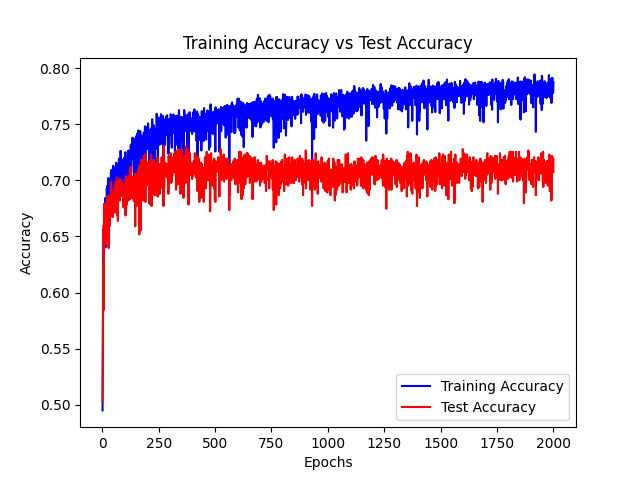 Training Accuracy vs Test Accuracy
0.80
0.75
0.70
0.65
0.60
0.55
0.50
Accuracy
Training Accuracy
Test Accuracy
0 250 500 750 1000 1250 1500 1750 2000
Epochs